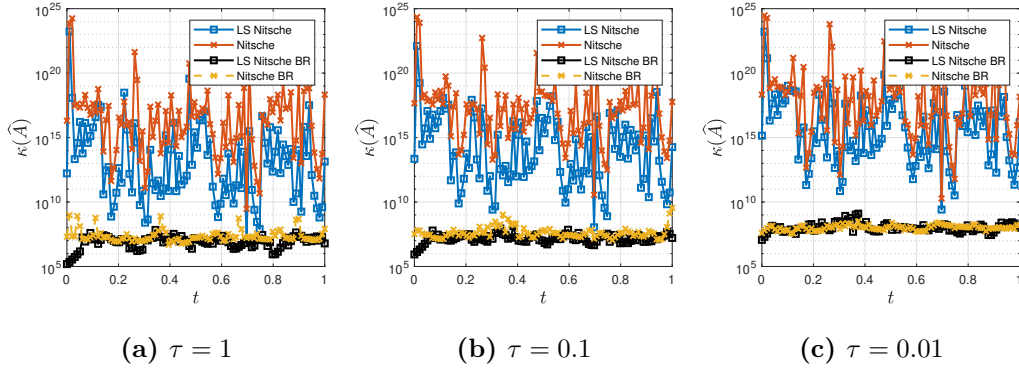 10^25
10^20
10^15
10^10
10^5
κ(Â)
LS Nitsche
Nitsche
LS Nitsche BR
Nitsche BR
0 0.2 0.4 0.6 0.8 1
t
(a) τ = 1
10^25
10^20
10^15
10^10
10^5
κ(Â)
LS Nitsche
Nitsche
LS Nitsche BR
Nitsche BR
0 0.2 0.4 0.6 0.8 1
t
(b) τ = 0.1
10^25
10^20
10^15
10^10
10^5
κ(Â)
LS Nitsche
Nitsche
LS Nitsche BR
Nitsche BR
0 0.2 0.4 0.6 0.8 1
t
(c) τ = 0.01